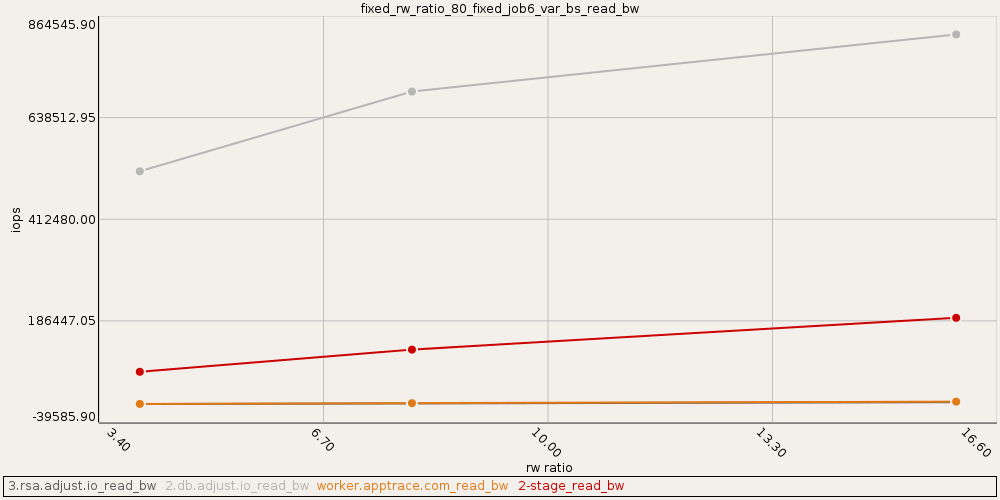 fixed_rw_ratio_80_fixed_job6_var_bs_read_bw
864545.90
638512.95
412480.00
186447.05
-39585.90
iops
3.40
6.70
10.00
13.30
16.60
rw ratio
3.rsa.adjust.io_read_bw 2.db.adjust.io_read_bw worker.apptrace.com_read_bw 2-stage_read_bw